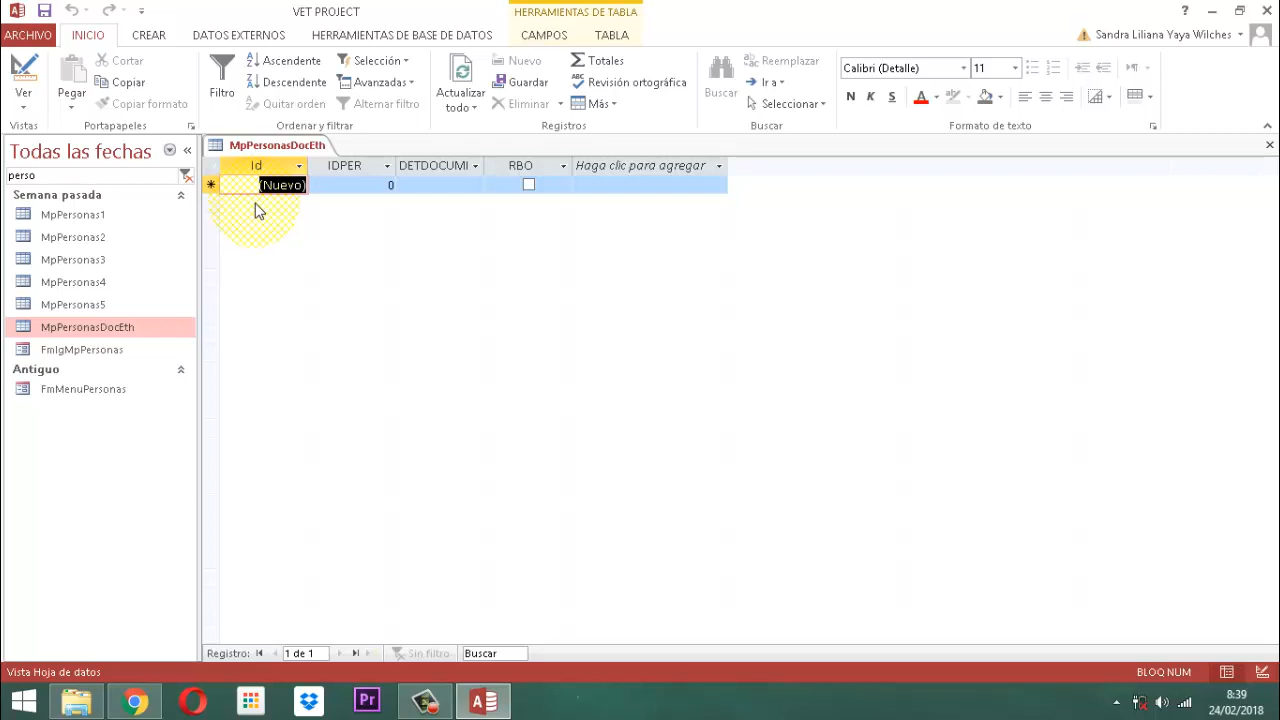 VET PROJECT
HERRAMIENTAS DE TABLA
?
ARCHIVO INICIO CREAR DATOS EXTERNOS HERRAMIENTAS DE BASE DE DATOS CAMPOS TABLA Sandra Liliana Yaya Wilches
Ver
Vistas
Pegar
Cortar
Copiar
Copiar formato
Portapapeles
Filtro
Ascendente
Descendente
Quitar orden
Selección
Avanzadas
Alternar filtro
Ordenar y filtrar
Actualizar
todo
Nuevo
Guardar
Eliminar
Totales
Revisión ortográfica
Más
Registros
Buscar
Reemplazar
Ir a
Seleccionar
Buscar
Calibri (Detalle) 11
N K S A
Formato de texto
Todas las fechas
perso
Semana pasada
MpPersonas1
MpPersonas2
MpPersonas3
MpPersonas4
MpPersonas5
MpPersonasDocEth
FmIgMpPersonas
Antiguo
FmMenuPersonas
MpPersonasDocEth
Id IDPER DETDOCUMI RBO Haga clic para agregar
(Nuevo) 0
Registro: 1 de 1 Sin filtro Buscar
Vista Hoja de datos BLOQ NUM
Pr
8:39
24/02/2018